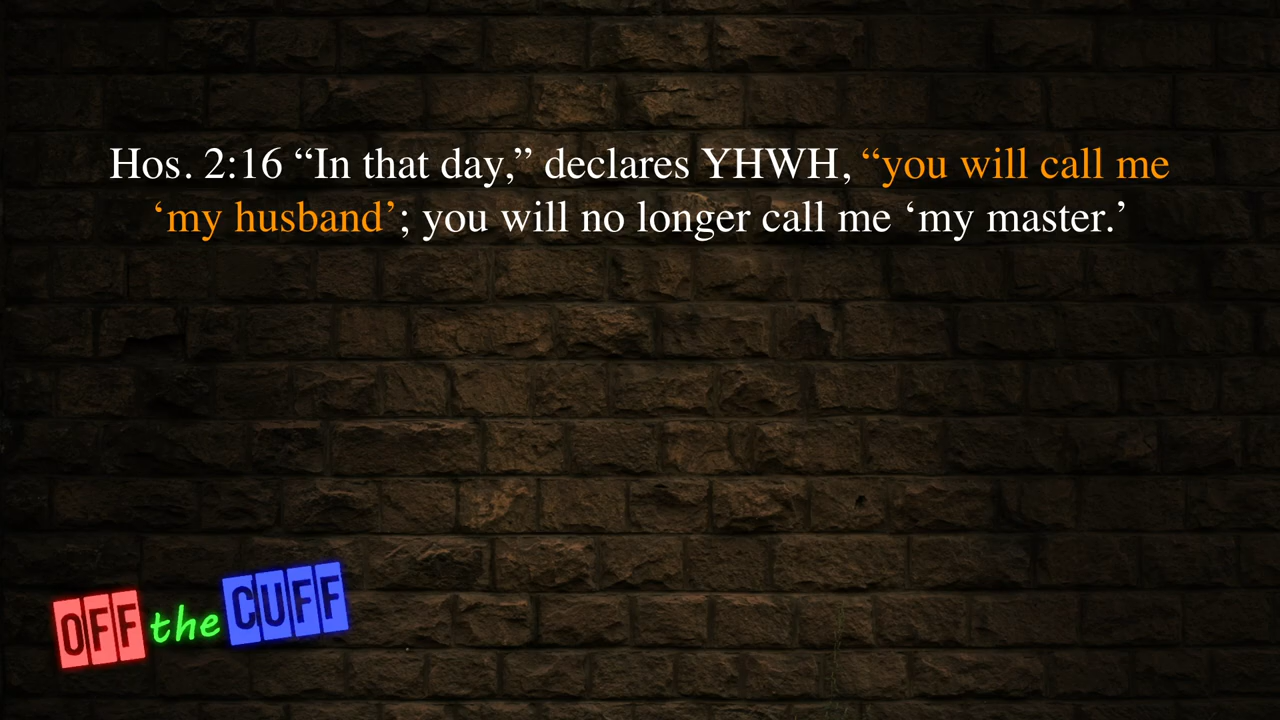 Hos. 2:16 “In that day,” declares YHWH, “you will call me
‘my husband’; you will no longer call me ‘my master.’
OFF the CUFF